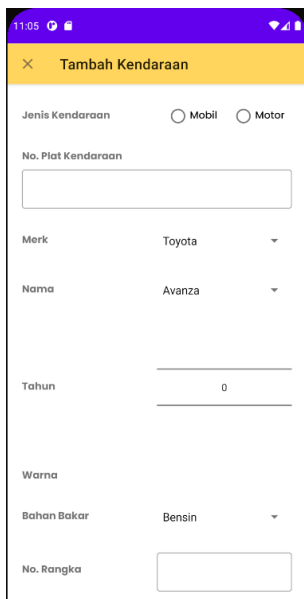 11:05
Tambah Kendaraan
Jenis Kendaraan Mobil Motor
No. Plat Kendaraan
Merk Toyota
Nama Avanza
Tahun 0
Warna
Bahan Bakar Bensin
No. Rangka